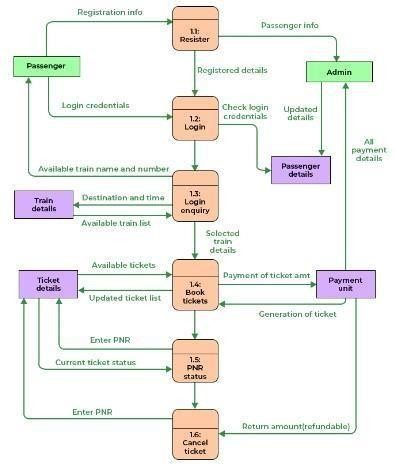 Registration info
1.1:
Register
Passenger info
Passenger
Admin
Registered details
Login credentials
1.2:
Login
Check login
credentials
Updated
details
All
payment
details
Available train name and number
Passenger
details
1.3:
Login
enquiry
Train
details
Destination and time
Available train list
Selected
train
details
Available tickets
Ticket
details
Updated ticket list
1.4:
Book
tickets
Payment of ticket amt
Payment
unit
Generation of ticket
Enter PNR
Current ticket status
1.5:
PNR
status
Enter PNR
1.6:
Cancel
ticket
Return amount(refundable)